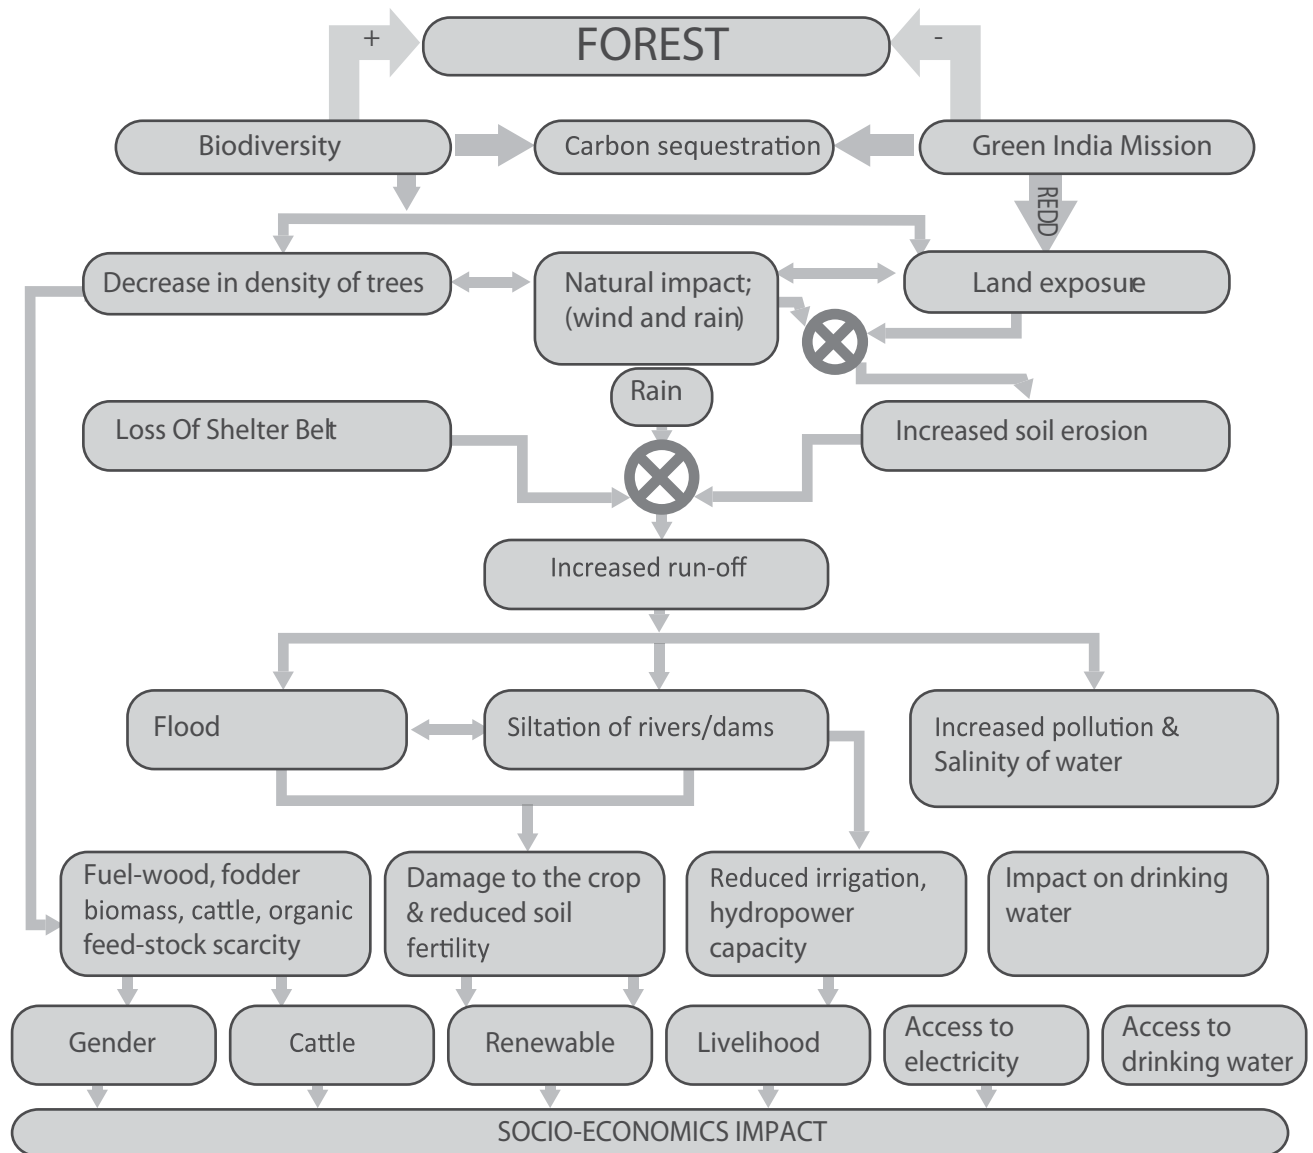 +
FOREST
-
Biodiversity
Carbon sequestration
Green India Mission
REDD
Decrease in density of trees
Natural impact;
(wind and rain)
Land exposure
Rain
Loss Of Shelter Belt
Increased soil erosion
Increased run-off
Flood
Siltation of rivers/dams
Increased pollution &
Salinity of water
Fuel-wood, fodder
biomass, cattle, organic
feed-stock scarcity
Damage to the crop
& reduced soil
fertility
Reduced irrigation,
hydropower
capacity
Impact on drinking
water
Gender
Cattle
Renewable
Livelihood
Access to
electricity
Access to
drinking water
SOCIO-ECONOMICS IMPACT